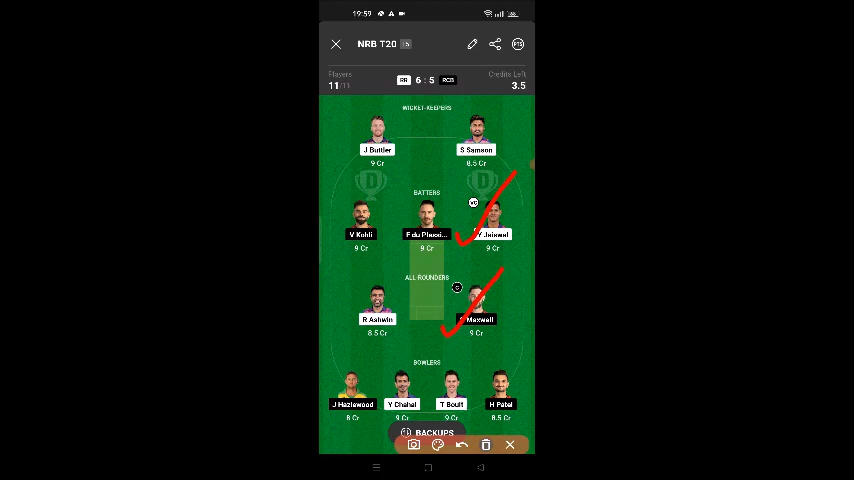 19:59
NRB T20 T5
PTS
Players
Credits Left
11/11
RR 6 : 5 RCB
3.5
WICKET-KEEPERS
J Buttler
S Samson
9 Cr
8.5 Cr
BATTERS
VC
V Kohli
F du Plessi...
Y Jaiswal
9 Cr
9 Cr
9 Cr
ALL-ROUNDERS
C
R Ashwin
Maxwell
8.5 Cr
9 Cr
BOWLERS
J Hazlewood
Y Chahal
T Boult
H Patel
8 Cr
9 Cr
9 Cr
8.5 Cr
BACKUPS